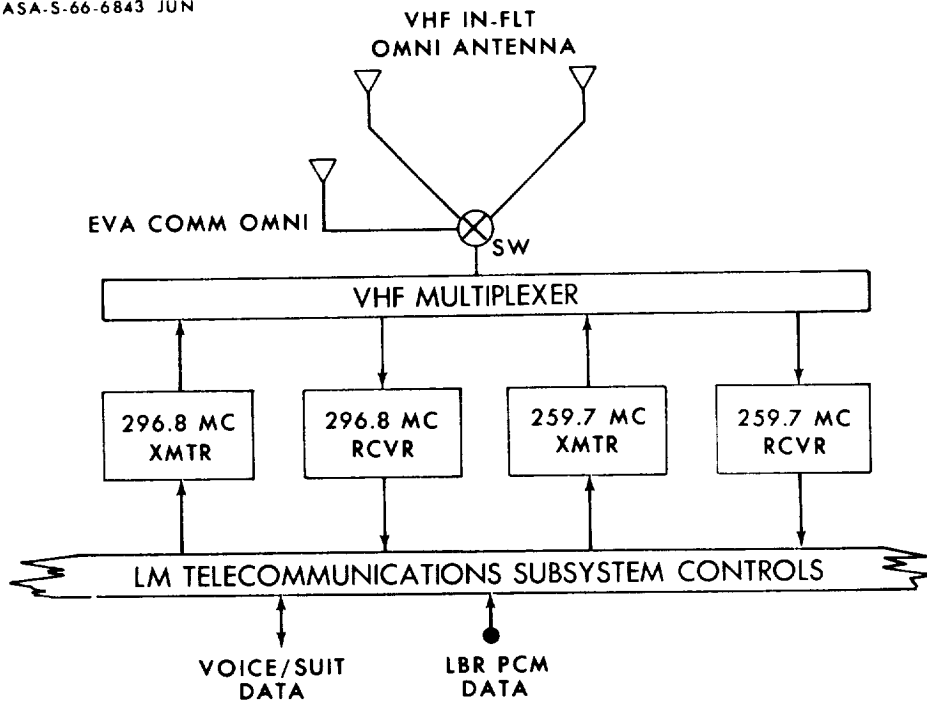 ASA-S-66-6843 JUN
VHF IN-FLT
OMNI ANTENNA
EVA COMM OMNI
SW
VHF MULTIPLEXER
296.8 MC
XMTR
296.8 MC
RCVR
259.7 MC
XMTR
259.7 MC
RCVR
LM TELECOMMUNICATIONS SUBSYSTEM CONTROLS
VOICE/SUIT
DATA
LBR PCM
DATA